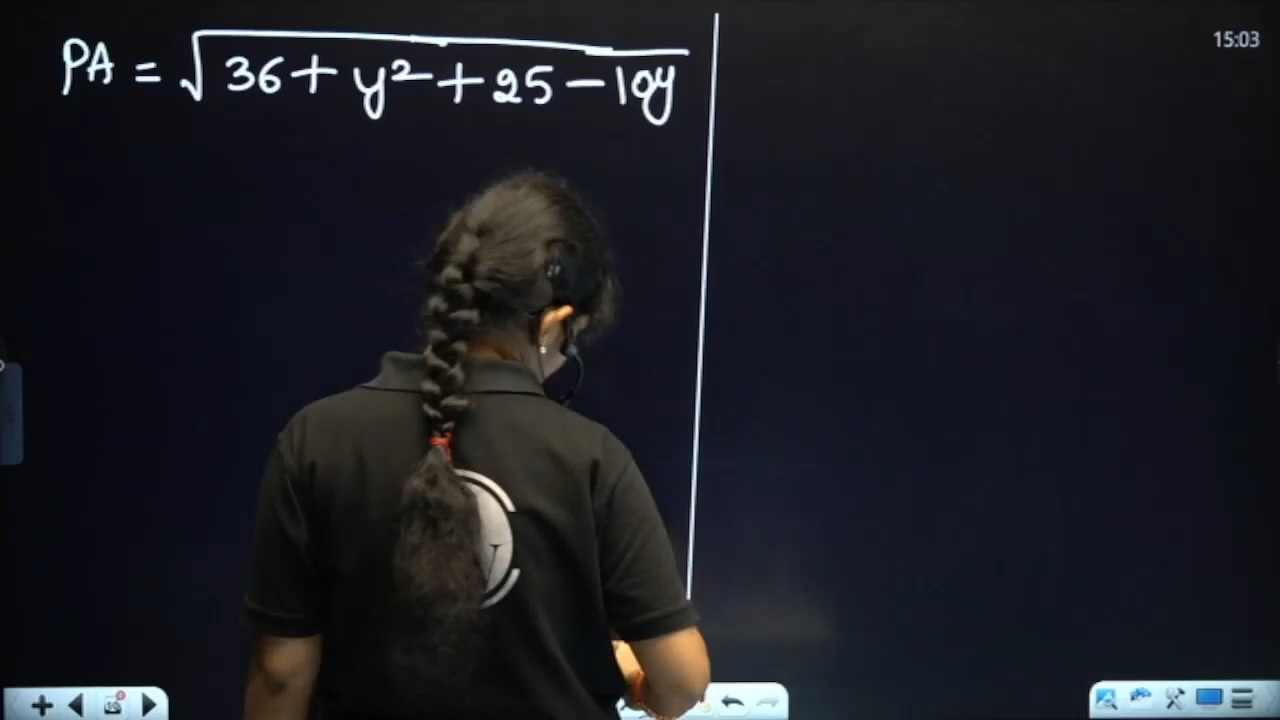 15:03
PA = √36 + y² + 25 - 10y